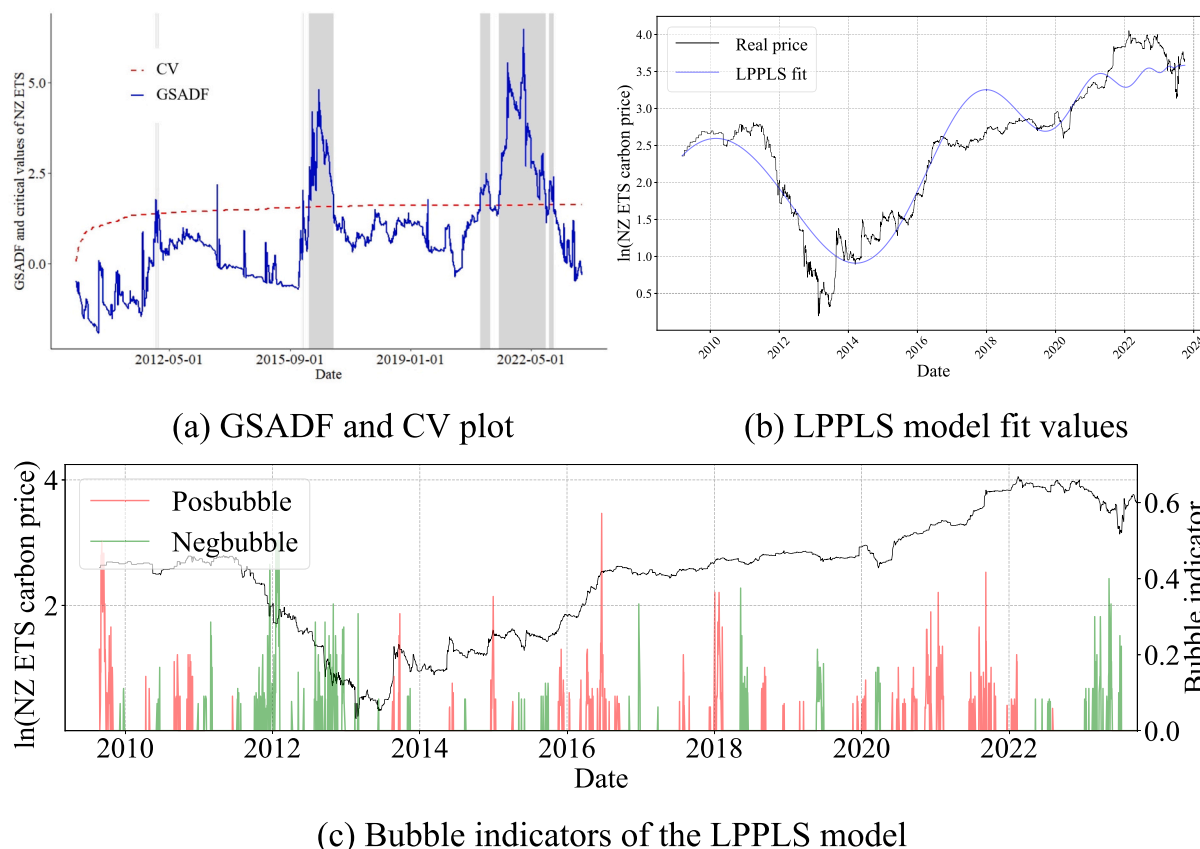 GSADF and critical values of NZ ETS
5.0
2.5
0.0
CV
GSADF
2012-05-01
2015-09-01
2019-01-01
2022-05-01
Date
(a) GSADF and CV plot
ln(NZ ETS carbon price)
4.0
3.5
3.0
2.5
2.0
1.5
1.0
0.5
Real price
LPPLS fit
2010
2012
2014
2016
2018
2020
2022
2024
Date
(b) LPPLS model fit values
ln(NZ ETS carbon price)
4
2
Posbubble
Negbubble
0.6
0.4
0.2
0.0
Bubble indicator
2010
2012
2014
2016
2018
2020
2022
Date
(c) Bubble indicators of the LPPLS model